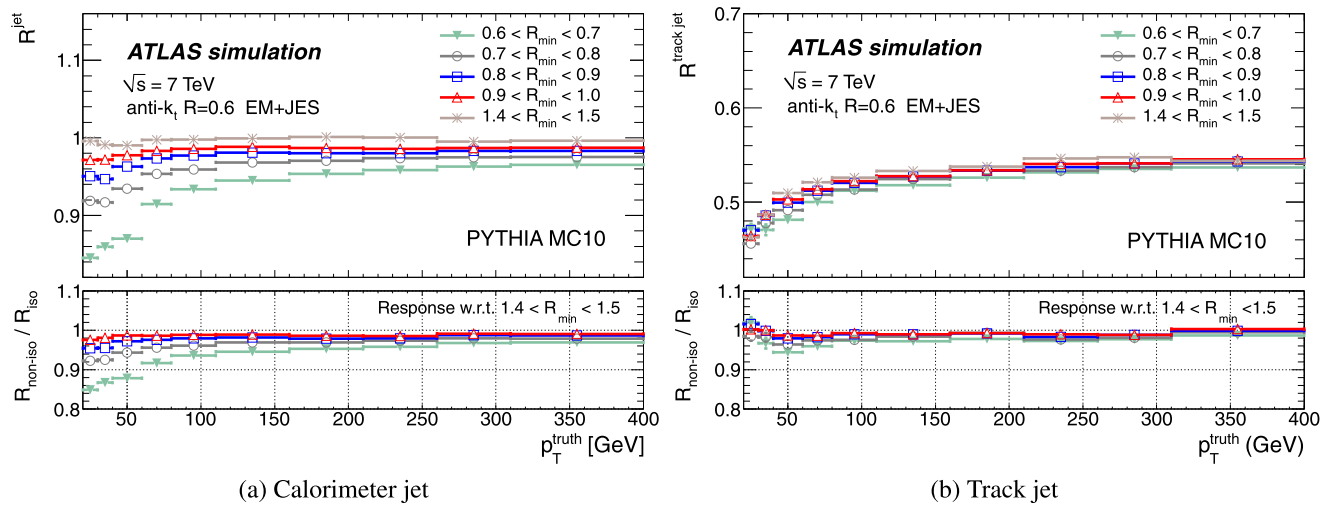 R^jet
1.1
1
0.9
ATLAS simulation
√s = 7 TeV
anti-k_t R=0.6 EM+JES
0.6 < R_min < 0.7
0.7 < R_min < 0.8
0.8 < R_min < 0.9
0.9 < R_min < 1.0
1.4 < R_min < 1.5
PYTHIA MC10
R_non-iso / R_iso
1.1
1
0.9
0.8
Response w.r.t. 1.4 < R_min < 1.5
50 100 150 200 250 300 350 400
p_T^truth [GeV]
(a) Calorimeter jet
R^track jet
0.7
0.6
0.5
ATLAS simulation
√s = 7 TeV
anti-k_t R=0.6 EM+JES
0.6 < R_min < 0.7
0.7 < R_min < 0.8
0.8 < R_min < 0.9
0.9 < R_min < 1.0
1.4 < R_min < 1.5
PYTHIA MC10
R_non-iso / R_iso
1.1
1
0.9
0.8
Response w.r.t. 1.4 < R_min <1.5
50 100 150 200 250 300 350 400
p_T^truth (GeV)
(b) Track jet